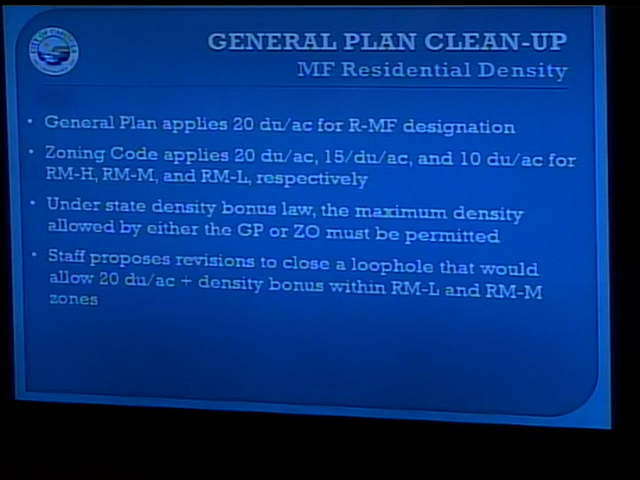 GENERAL PLAN CLEAN-UP
MF Residential Density
• General Plan applies 20 du/ac for R-MF designation
• Zoning Code applies 20 du/ac, 15/du/ac, and 10 du/ac for
RM-H, RM-M, and RM-L, respectively
• Under state density bonus law, the maximum density
allowed by either the GP or ZO must be permitted
• Staff proposes revisions to close a loophole that would
allow 20 du/ac + density bonus within RM-L and RM-M
zones